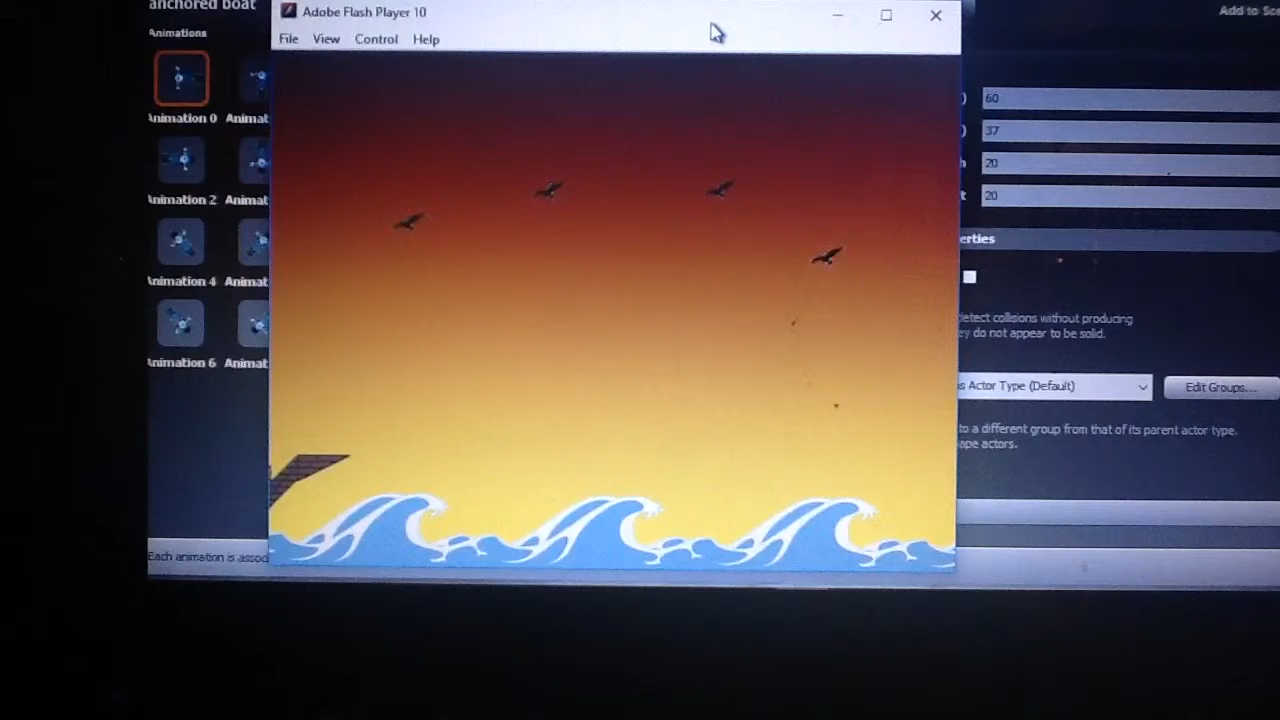 anchored boat
Add to Sce
Adobe Flash Player 10
File View Control Help
Animations
Animation 0 Animat
Animation 2 Animat
Animation 4 Animat
Animation 6 Animat
60
37
20
20
erties
detect collisions without producing
ey do not appear to be solid.
s Actor Type (Default)
Edit Groups...
to a different group from that of its parent actor type.
ape actors.
Each animation is assoc